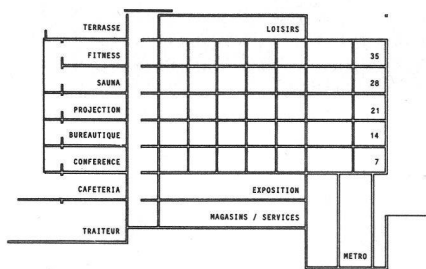 TERRASSE LOISIRS
FITNESS 35
SAUNA 28
PROJECTION 21
BUREAUTIQUE 14
CONFERENCE 7
CAFETERIA EXPOSITION
MAGASINS / SERVICES
TRAITEUR
METRO